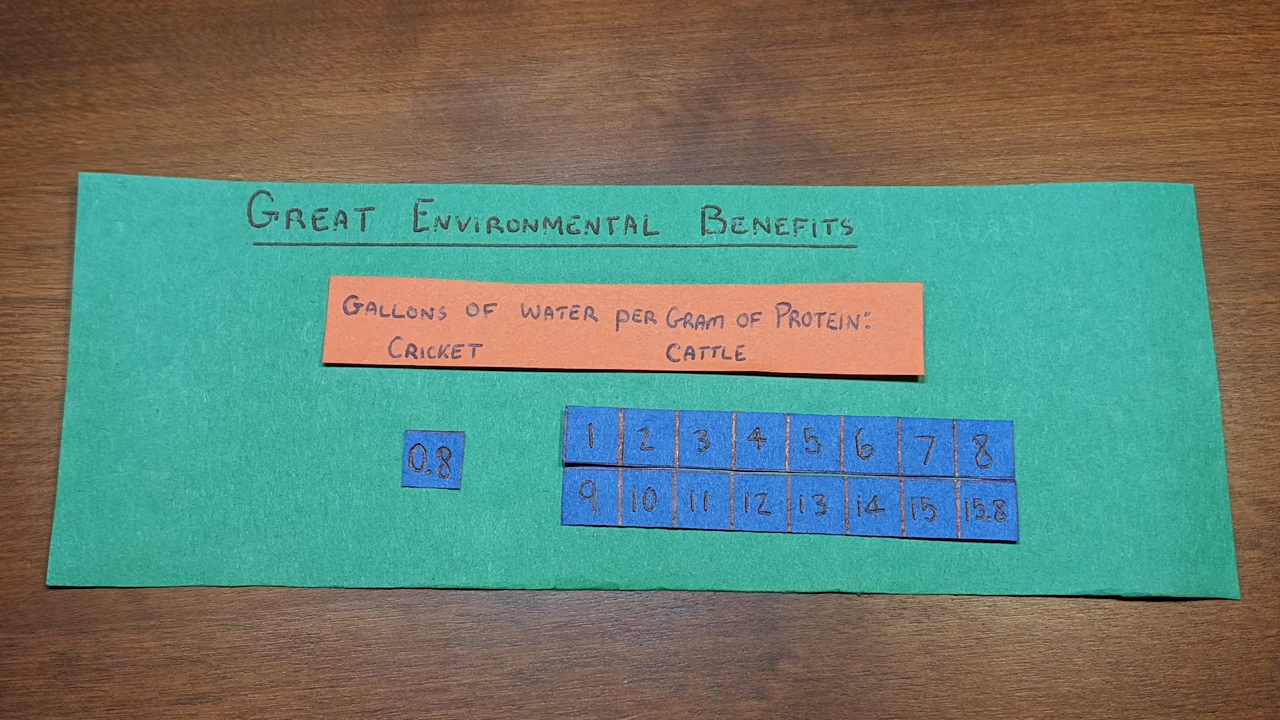 GREAT ENVIRONMENTAL BENEFITS
GALLONS OF WATER PER GRAM OF PROTEIN:
CRICKET CATTLE
0.8
1 2 3 4 5 6 7 8
9 10 11 12 13 14 15 15.8